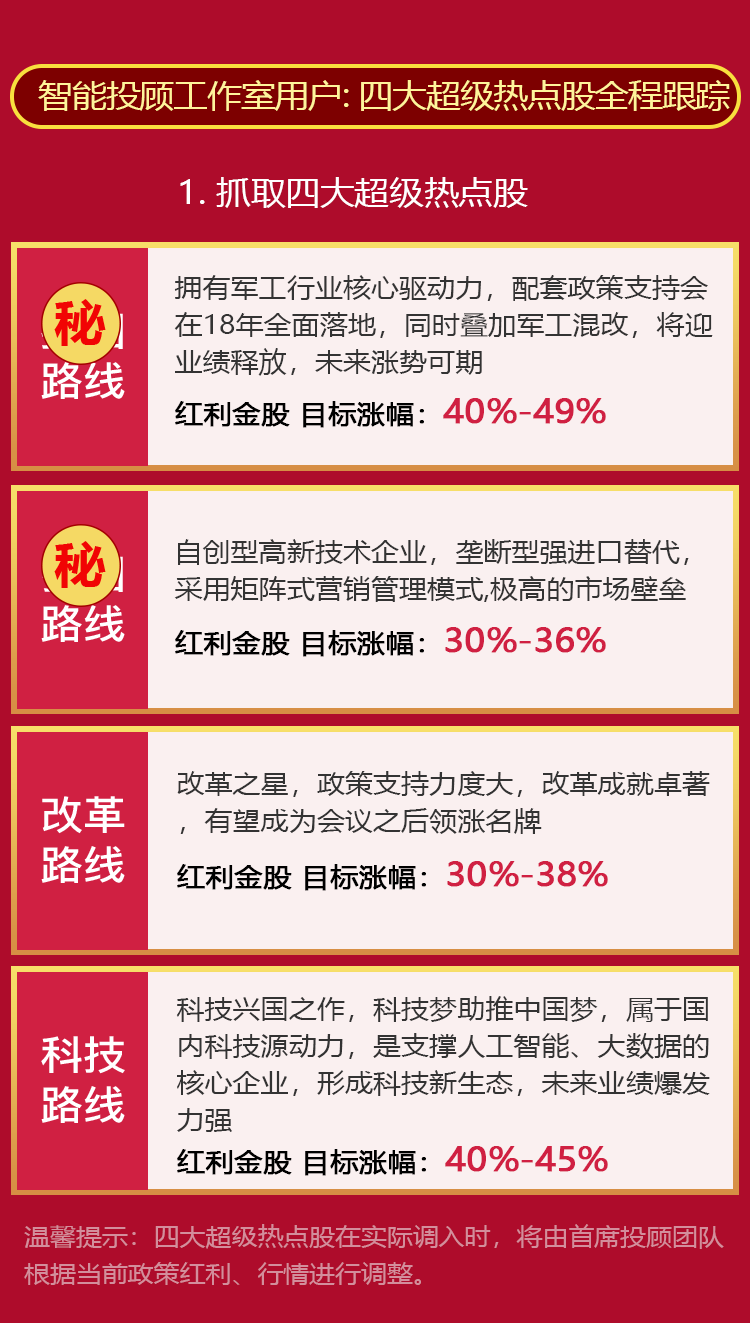 智能投顾工作室用户: 四大超级热点股全程跟踪
1. 抓取四大超级热点股
秘
路线
拥有军工行业核心驱动力，配套政策支持会
在18年全面落地，同时叠加军工混改，将迎
业绩释放，未来涨势可期
红利金股 目标涨幅：40%-49%
秘
路线
自创型高新技术企业，垄断型强进口替代，
采用矩阵式营销管理模式,极高的市场壁垒
红利金股 目标涨幅：30%-36%
改革
路线
改革之星，政策支持力度大，改革成就卓著
，有望成为会议之后领涨名牌
红利金股 目标涨幅：30%-38%
科技
路线
科技兴国之作，科技梦助推中国梦，属于国
内科技源动力，是支撑人工智能、大数据的
核心企业，形成科技新生态，未来业绩爆发
力强
红利金股 目标涨幅：40%-45%
温馨提示：四大超级热点股在实际调入时，将由首席投顾团队
根据当前政策红利、行情进行调整。